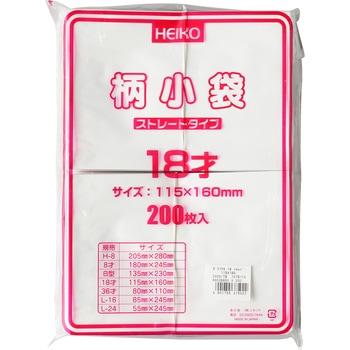 HEIKO
柄小袋
ストレートタイプ
18才
サイズ：115×160mm
200枚入
規格 サイズ
H-8 205mm×280mm
8才 180mm×245mm
B型 135mm×230mm
18才 115mm×160mm
36才 80mm×110mm
L-16 85mm×245mm
L-24 55mm×245mm